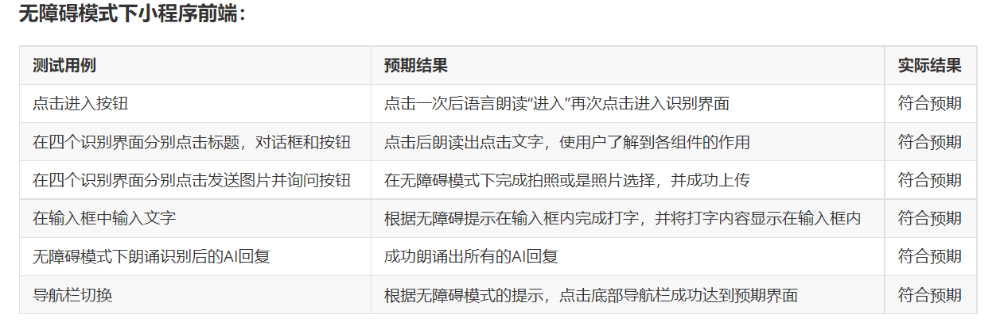 无障碍模式下小程序前端：
测试用例 预期结果 实际结果
点击进入按钮 点击一次后语言朗读“进入”再次点击进入识别界面 符合预期
在四个识别界面分别点击标题，对话框和按钮 点击后朗读出点击文字，使用户了解到各组件的作用 符合预期
在四个识别界面分别点击发送图片并询问按钮 在无障碍模式下完成拍照或是照片选择，并成功上传 符合预期
在输入框中输入文字 根据无障碍提示在输入框内完成打字，并将打字内容显示在输入框内 符合预期
无障碍模式下朗诵识别后的AI回复 成功朗诵出所有的AI回复 符合预期
导航栏切换 根据无障碍模式的提示，点击底部导航栏成功达到预期界面 符合预期